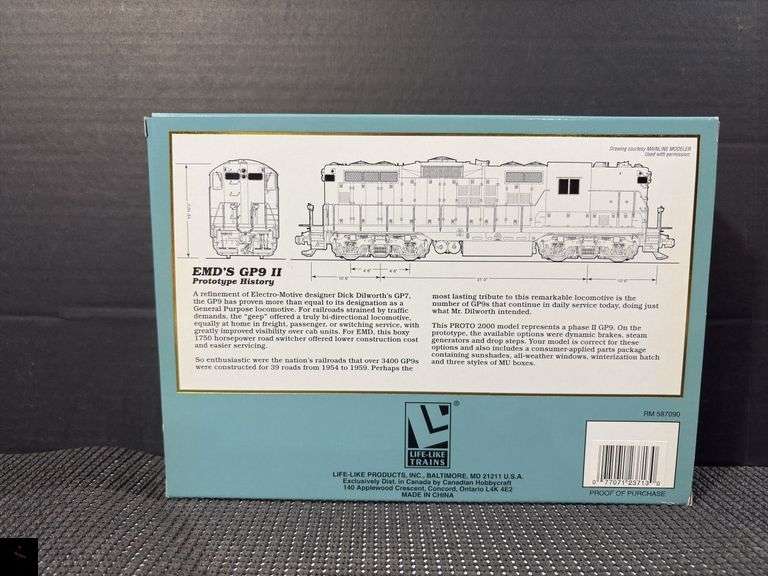 Drawing courtesy MAINLINE MODELER
Used with permission.
EMD'S GP9 II
Prototype History
A refinement of Electro-Motive designer Dick Dilworth's GP7,
the GP9 has proven more than equal to its designation as a
General Purpose locomotive. For railroads strained by traffic
demands, the "geep" offered a truly bi-directional locomotive,
equally at home in freight, passenger, or switching service, with
greatly improved visibility over cab units. For EMD, this boxy
1750 horsepower road switcher offered lower construction cost
and easier servicing.
So enthusiastic were the nation's railroads that over 3400 GP9s
were constructed for 39 roads from 1954 to 1959. Perhaps the
most lasting tribute to this remarkable locomotive is the
number of GP9s that continue in daily service today, doing just
what Mr. Dilworth intended.
This PROTO 2000 model represents a phase II GP9. On the
prototype, the available options were dynamic brakes, steam
generators and drop steps. Your model is correct for these
options and also includes a consumer-applied parts package
containing sunshades, all-weather windows, winterization hatch
and three styles of MU boxes.
RM 587090
®
LIFE-LIKE
TRAINS
LIFE-LIKE PRODUCTS, INC., BALTIMORE, MD 21211 U.S.A.
Exclusively Dist. in Canada by Canadian Hobbycraft
140 Applewood Crescent, Concord, Ontario L4K 4E2
MADE IN CHINA
0 77071 23713 0
PROOF OF PURCHASE